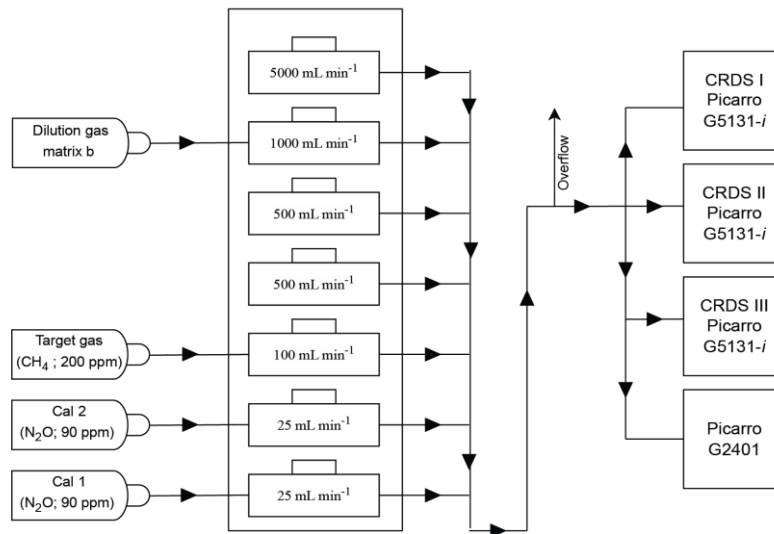 5000 mL min⁻¹
Dilution gas
matrix b
1000 mL min⁻¹
500 mL min⁻¹
500 mL min⁻¹
Target gas
(CH₄ ; 200 ppm)
100 mL min⁻¹
Cal 2
(N₂O; 90 ppm)
25 mL min⁻¹
Cal 1
(N₂O; 90 ppm)
25 mL min⁻¹
Overflow
CRDS I
Picarro
G5131-i
CRDS II
Picarro
G5131-i
CRDS III
Picarro
G5131-i
Picarro
G2401